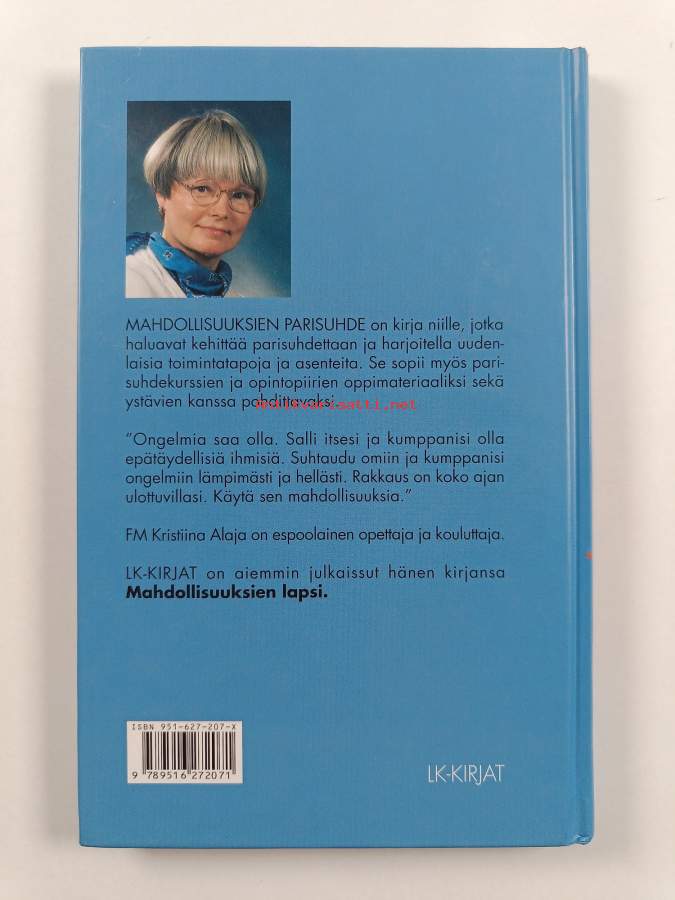 MAHDOLLISUUKSIEN PARISUHDE on kirja niille, jotka
haluavat kehittää parisuhdettaan ja harjoitella uuden-
laisia toimintatapoja ja asenteita. Se sopii myös pari-
suhdekurssien ja opintopiirien oppimateriaaliksi sekä
ystävien kanssa pohdittavaksi.
antikvariaatti.net
"Ongelmia saa olla. Salli itsesi ja kumppanisi olla
epätäydellisiä ihmisiä. Suhtaudu omiin ja kumppanisi
ongelmiin lämpimästi ja hellästi. Rakkaus on koko ajan
ulottuvillasi. Käytä sen mahdollisuuksia."
FM Kristiina Alaja on espoolainen opettaja ja kouluttaja.
LK-KIRJAT on aiemmin julkaissut hänen kirjansa
Mahdollisuuksien lapsi.
ISBN 951-627-207-X
9 789516 272071
LK-KIRJAT